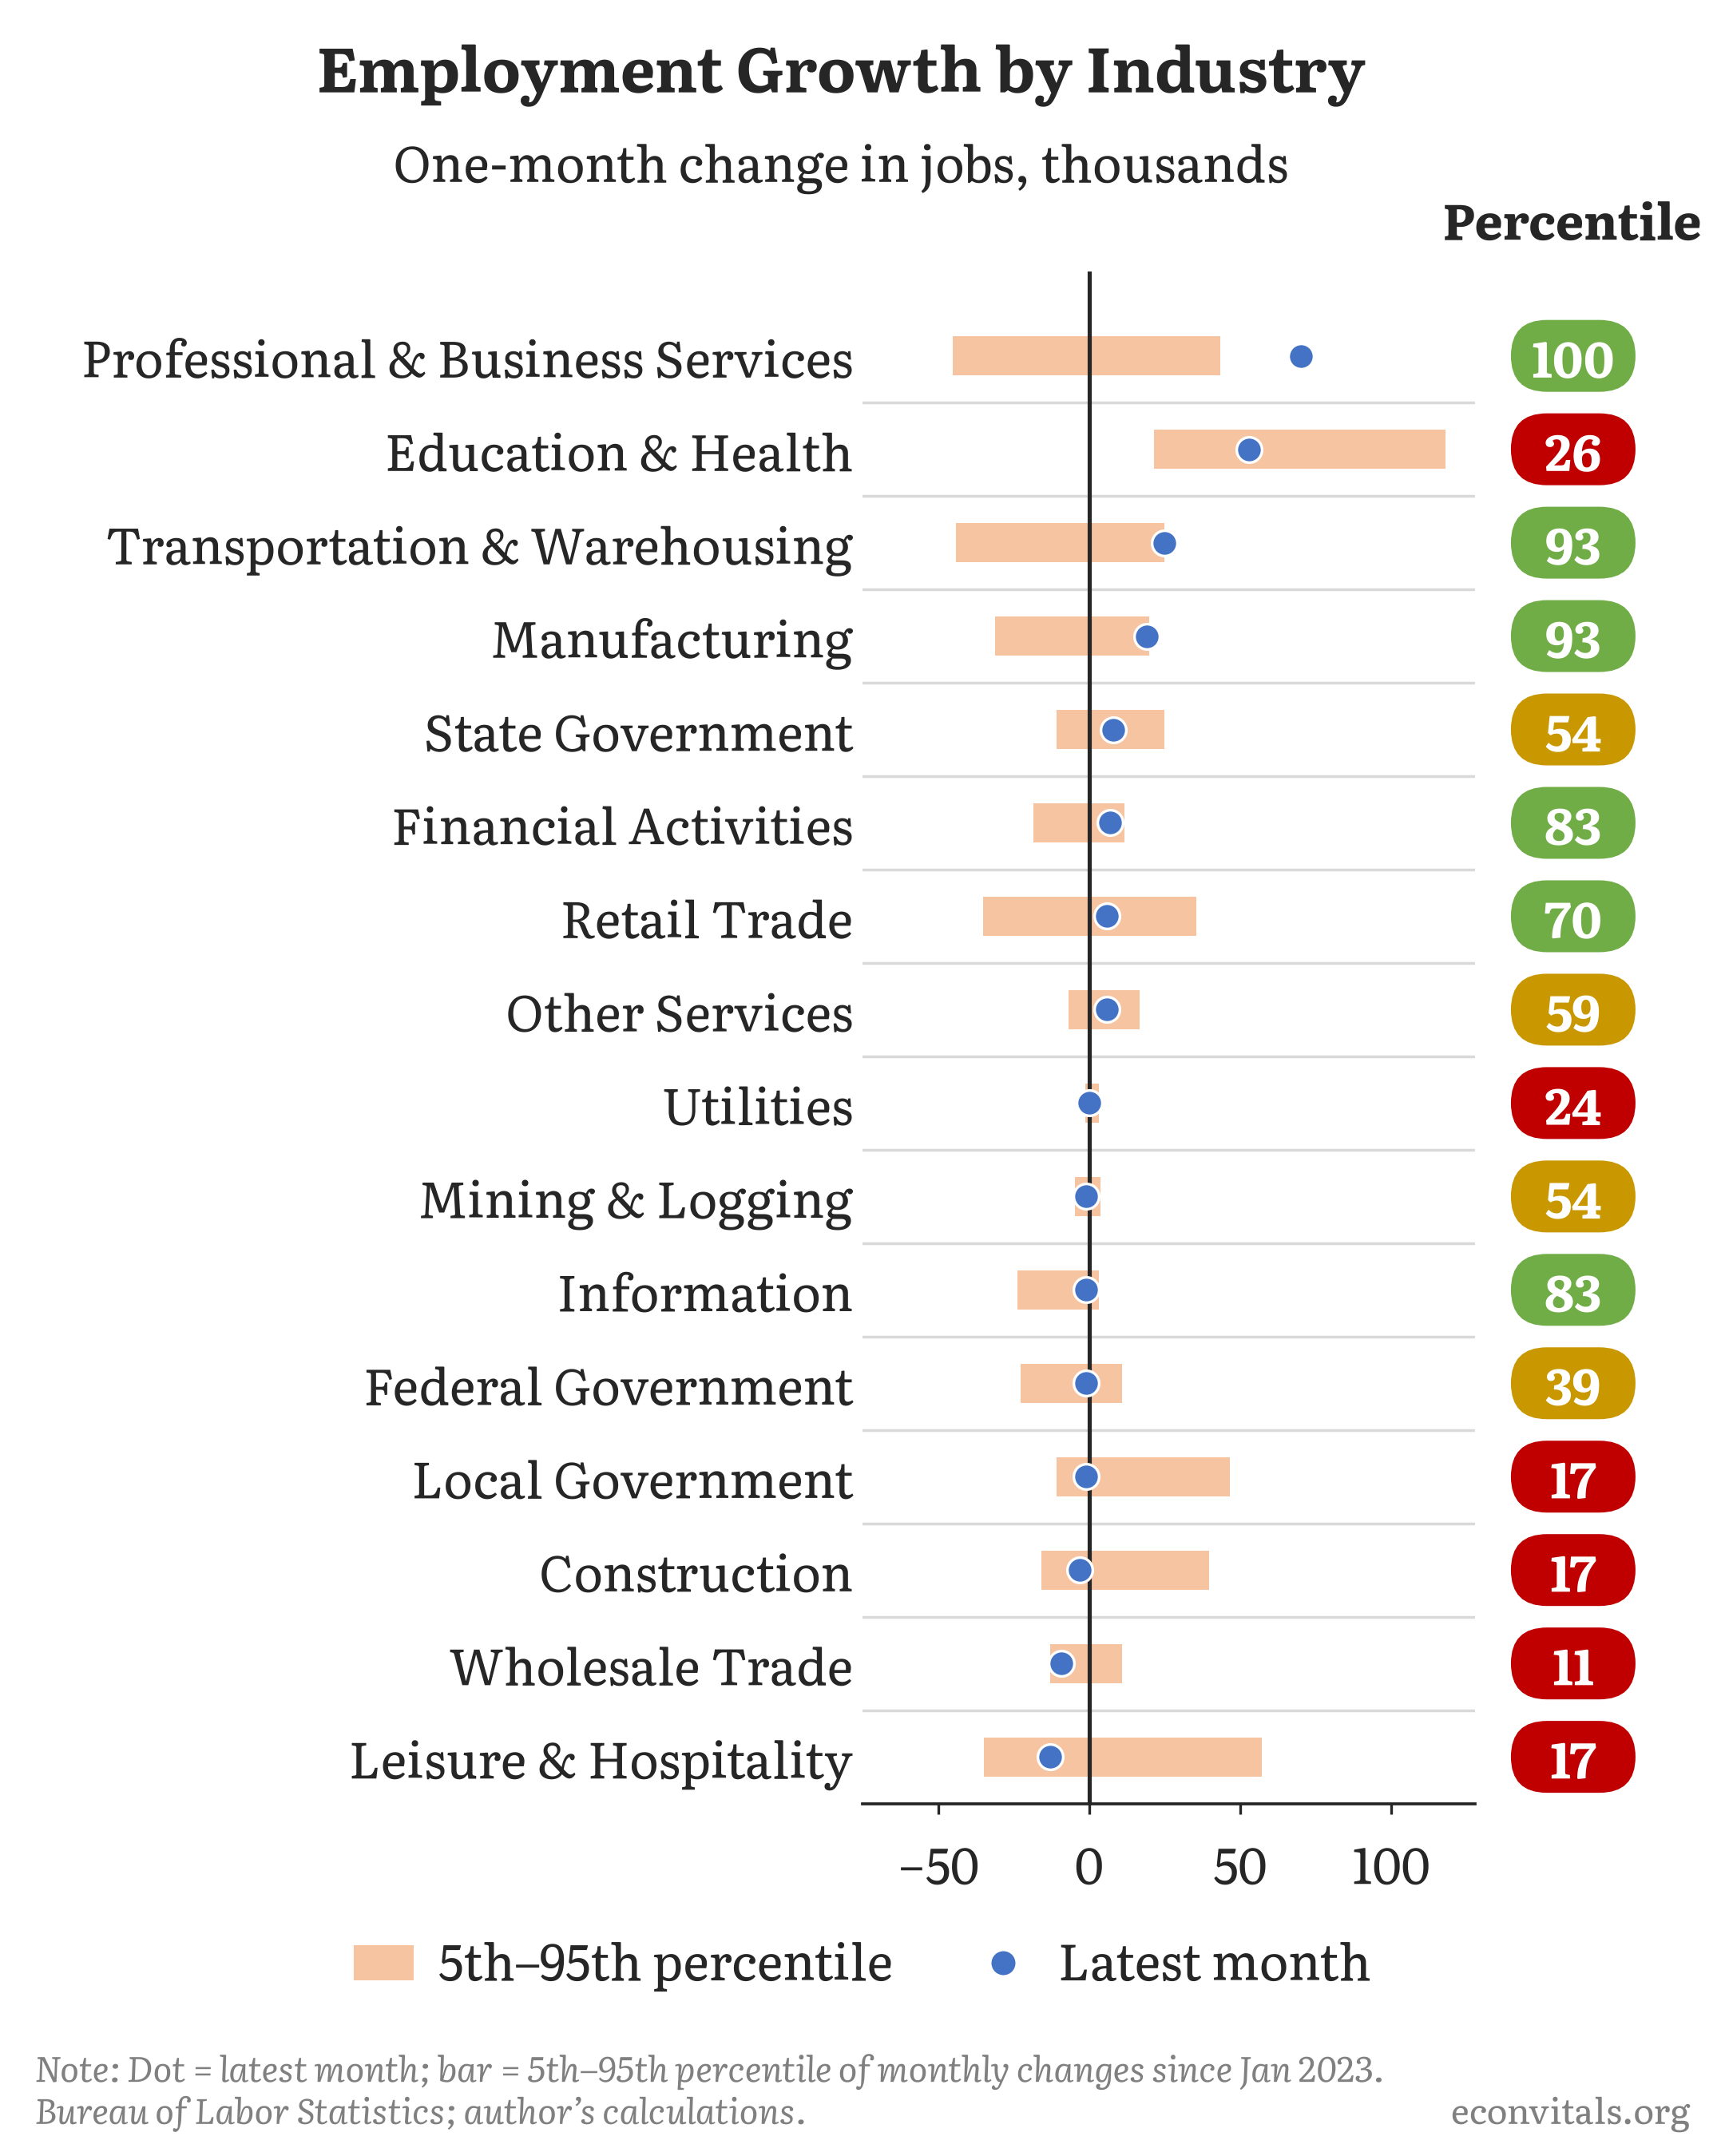 Employment Growth by Industry
One-month change in jobs, thousands
Percentile
Professional & Business Services 100
Education & Health 26
Transportation & Warehousing 93
Manufacturing 93
State Government 54
Financial Activities 83
Retail Trade 70
Other Services 59
Utilities 24
Mining & Logging 54
Information 83
Federal Government 39
Local Government 17
Construction 17
Wholesale Trade 11
Leisure & Hospitality 17
−50 0 50 100
5th–95th percentile Latest month
Note: Dot = latest month; bar = 5th–95th percentile of monthly changes since Jan 2023.
Bureau of Labor Statistics; author’s calculations. econvitals.org